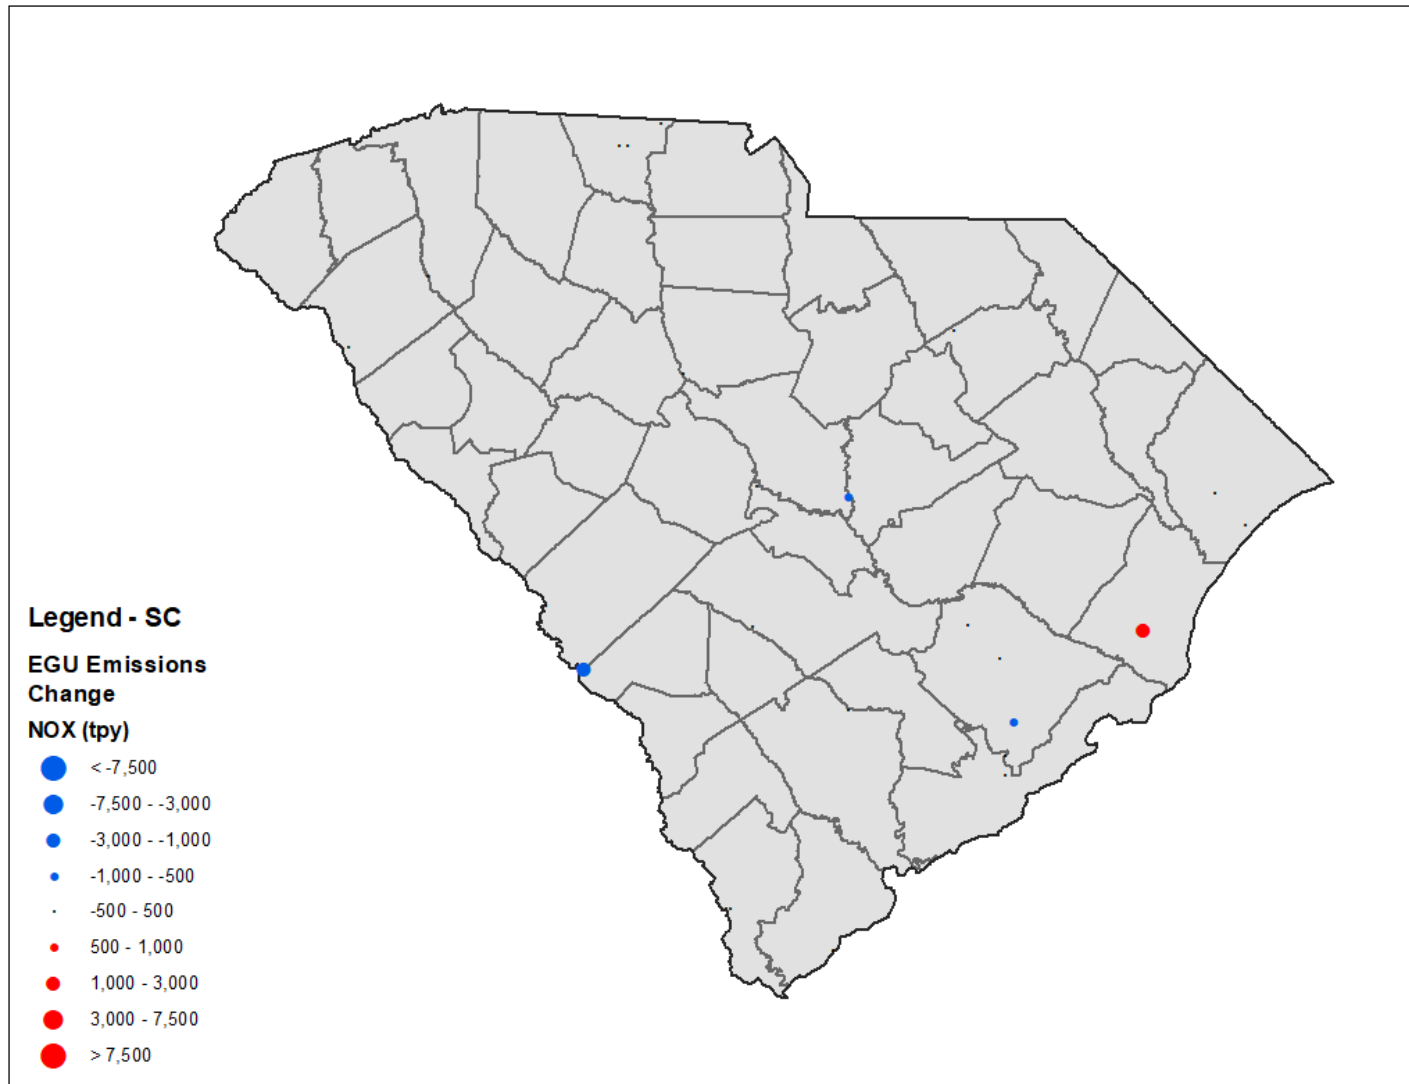 Legend - SC
EGU Emissions
Change
NOX (tpy)
< -7,500
-7,500 - -3,000
-3,000 - -1,000
-1,000 - -500
-500 - 500
500 - 1,000
1,000 - 3,000
3,000 - 7,500
> 7,500